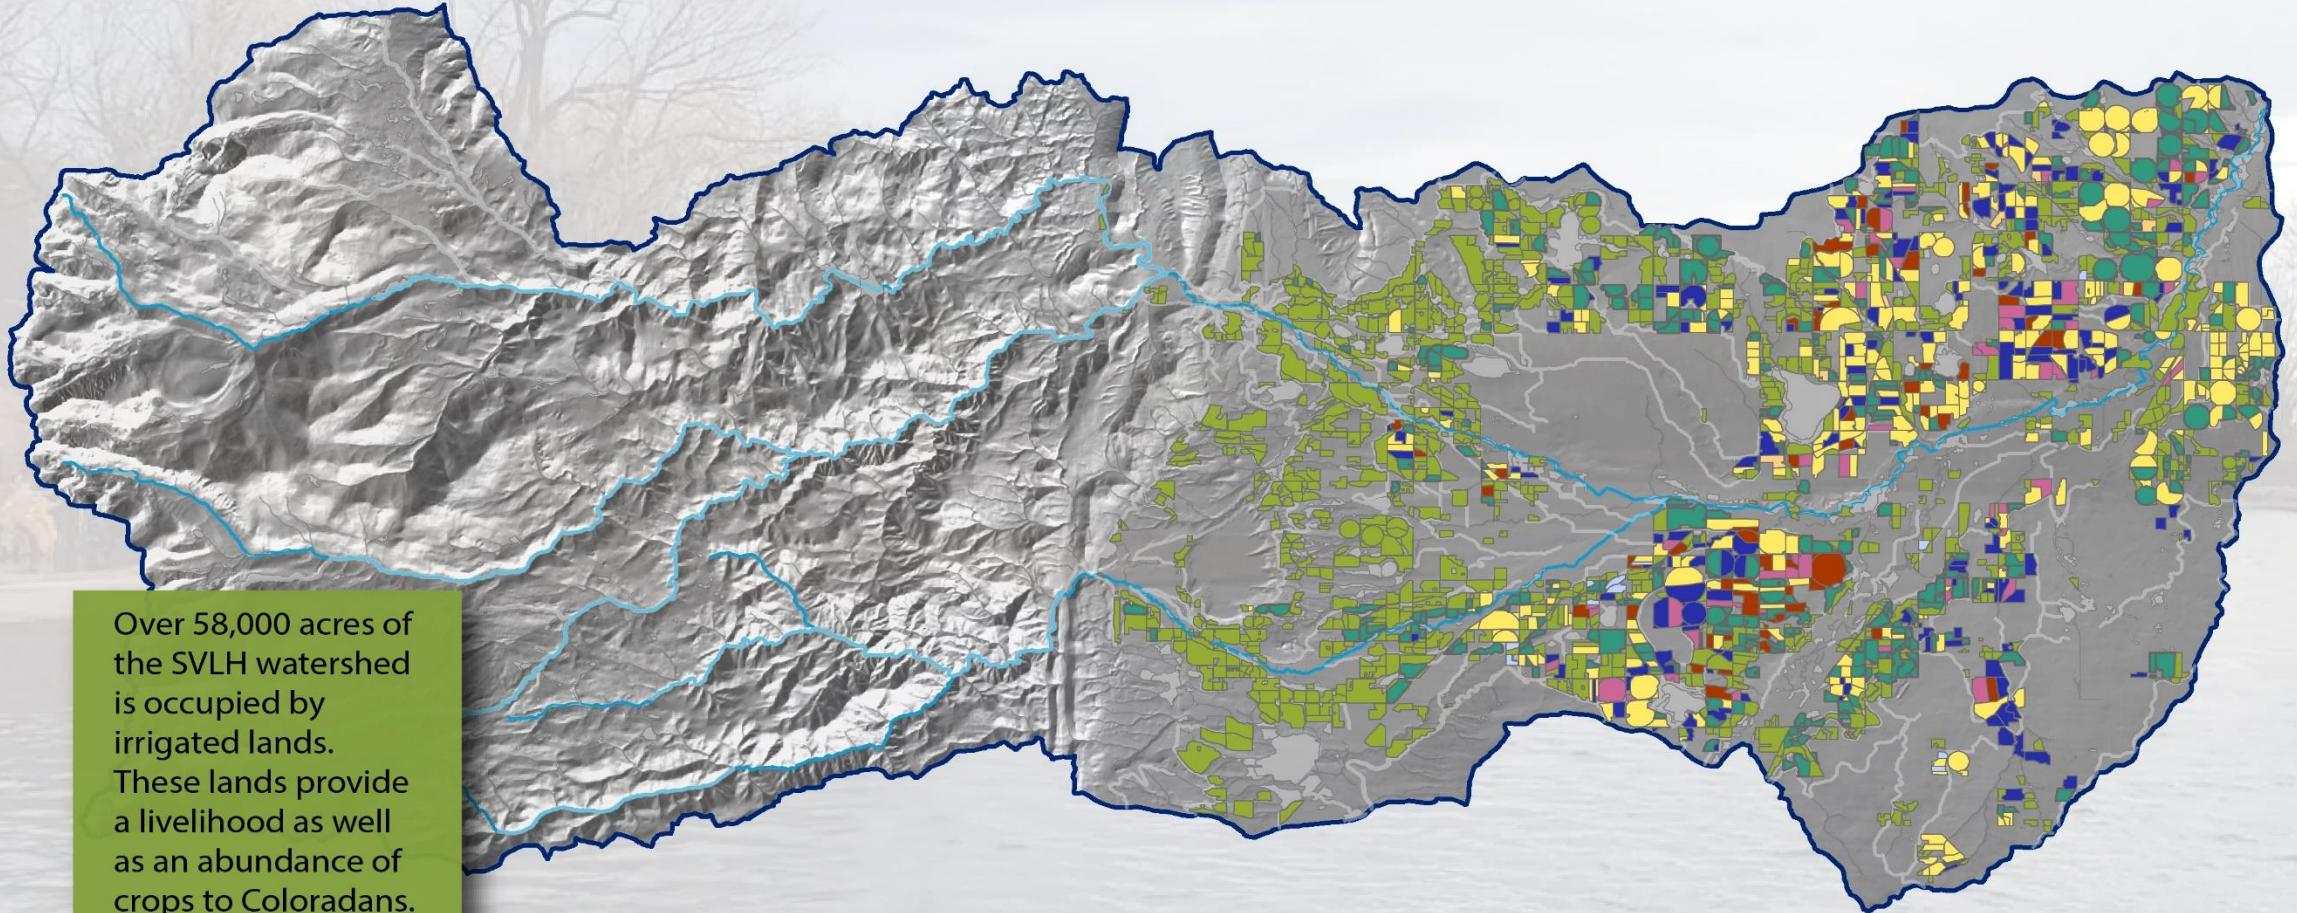 Over 58,000 acres of
the SVLH watershed
is occupied by
irrigated lands.
These lands provide
a livelihood as well
as an abundance of
crops to Coloradans.